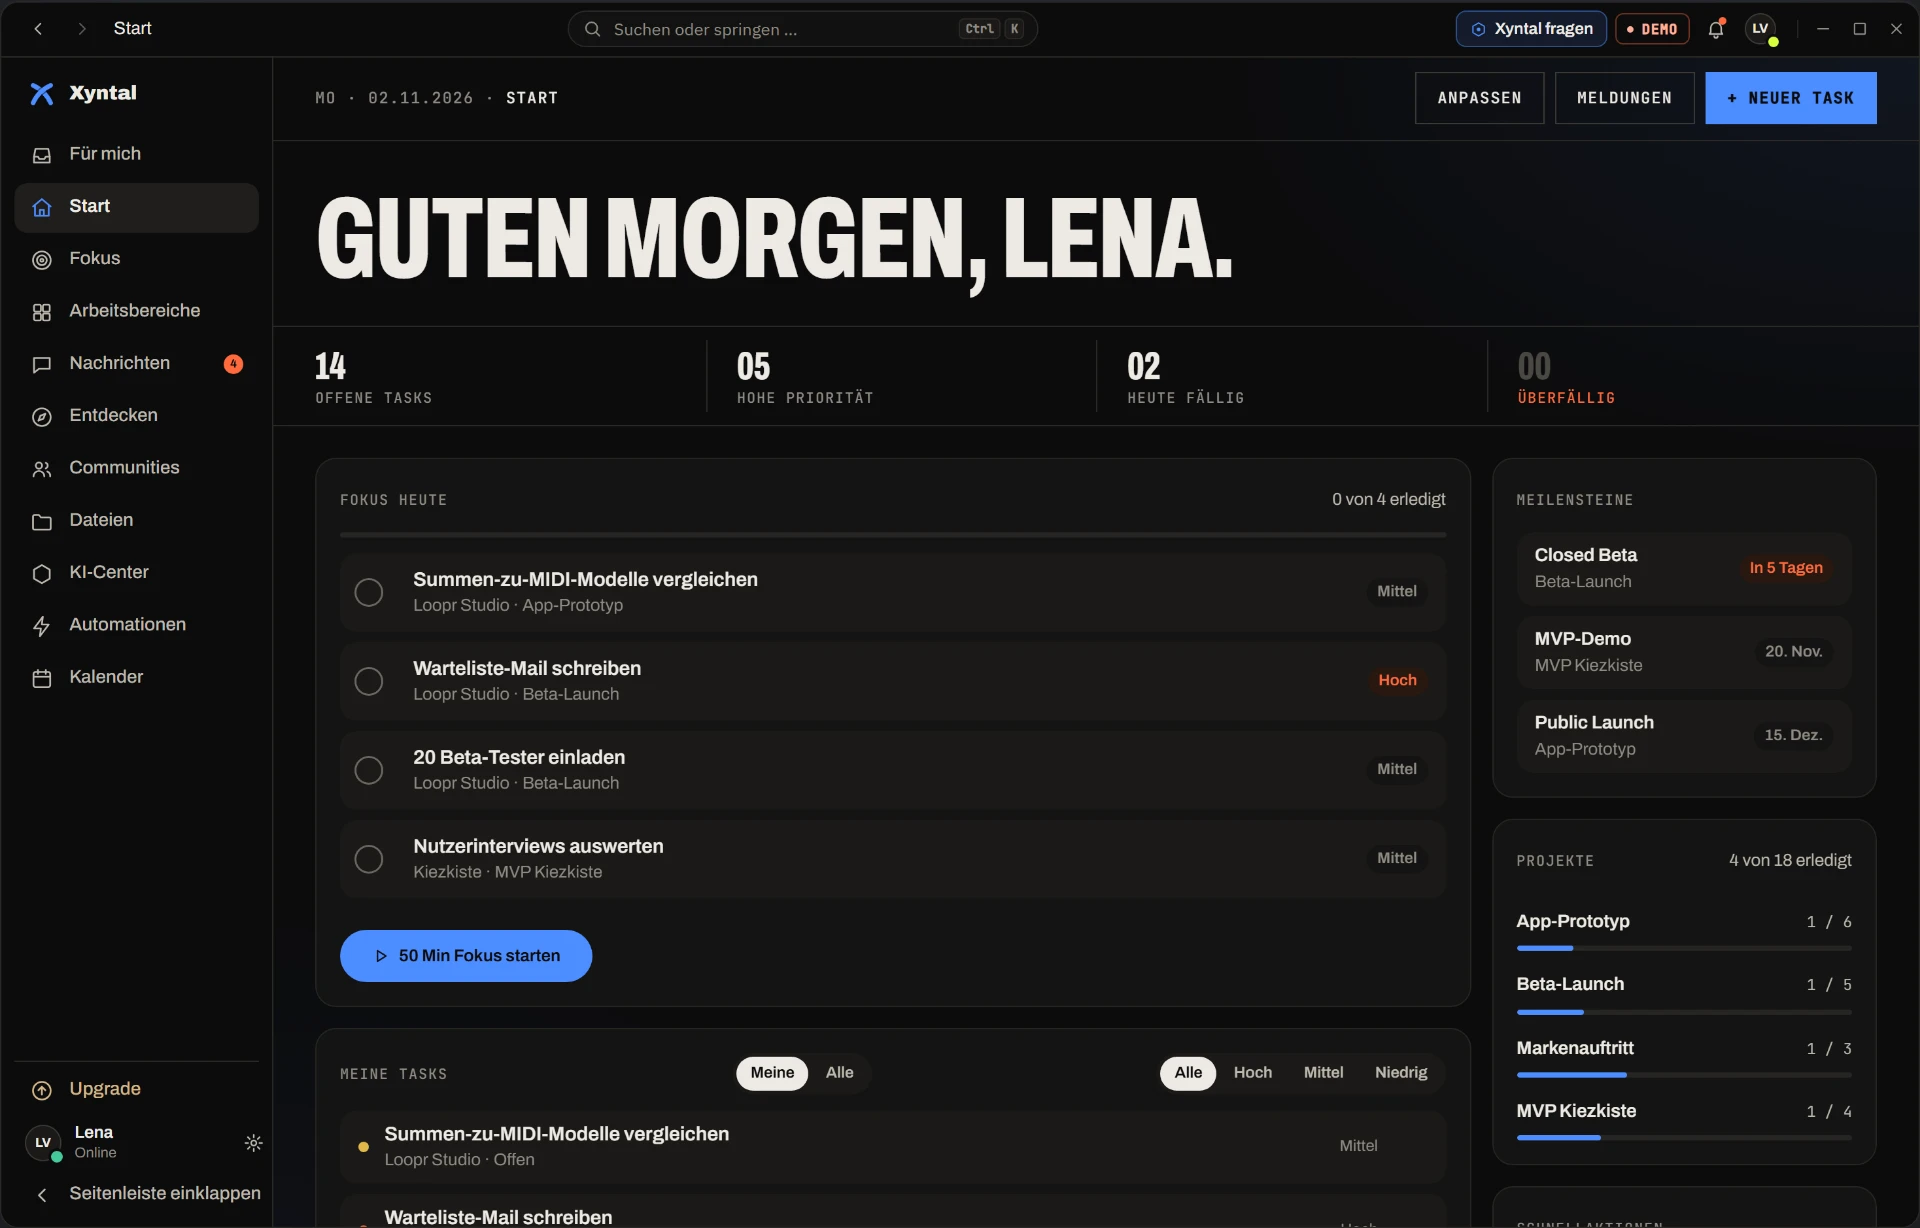 Start
Suchen oder springen ...
Ctrl K
Xyntal fragen
DEMO
LV
Xyntal
Für mich
Start
Fokus
Arbeitsbereiche
Nachrichten 4
Entdecken
Communities
Dateien
KI-Center
Automationen
Kalender
Upgrade
LV
Lena
Online
Seitenleiste einklappen
MO · 02.11.2026 · START
ANPASSEN
MELDUNGEN
+ NEUER TASK
GUTEN MORGEN, LENA.
14
OFFENE TASKS
05
HOHE PRIORITÄT
02
HEUTE FÄLLIG
00
ÜBERFÄLLIG
FOKUS HEUTE
0 von 4 erledigt
Summen-zu-MIDI-Modelle vergleichen
Loopr Studio · App-Prototyp
Mittel
Warteliste-Mail schreiben
Loopr Studio · Beta-Launch
Hoch
20 Beta-Tester einladen
Loopr Studio · Beta-Launch
Mittel
Nutzerinterviews auswerten
Kiezkiste · MVP Kiezkiste
Mittel
50 Min Fokus starten
MEINE TASKS
Meine Alle
Alle Hoch Mittel Niedrig
Summen-zu-MIDI-Modelle vergleichen
Loopr Studio · Offen
Mittel
Warteliste-Mail schreiben
Hoch
MEILENSTEINE
Closed Beta
Beta-Launch
In 5 Tagen
MVP-Demo
MVP Kiezkiste
20. Nov.
Public Launch
App-Prototyp
15. Dez.
PROJEKTE
4 von 18 erledigt
App-Prototyp 1 / 6
Beta-Launch 1 / 5
Markenauftritt 1 / 3
MVP Kiezkiste 1 / 4
SCHNELLAKTIONEN